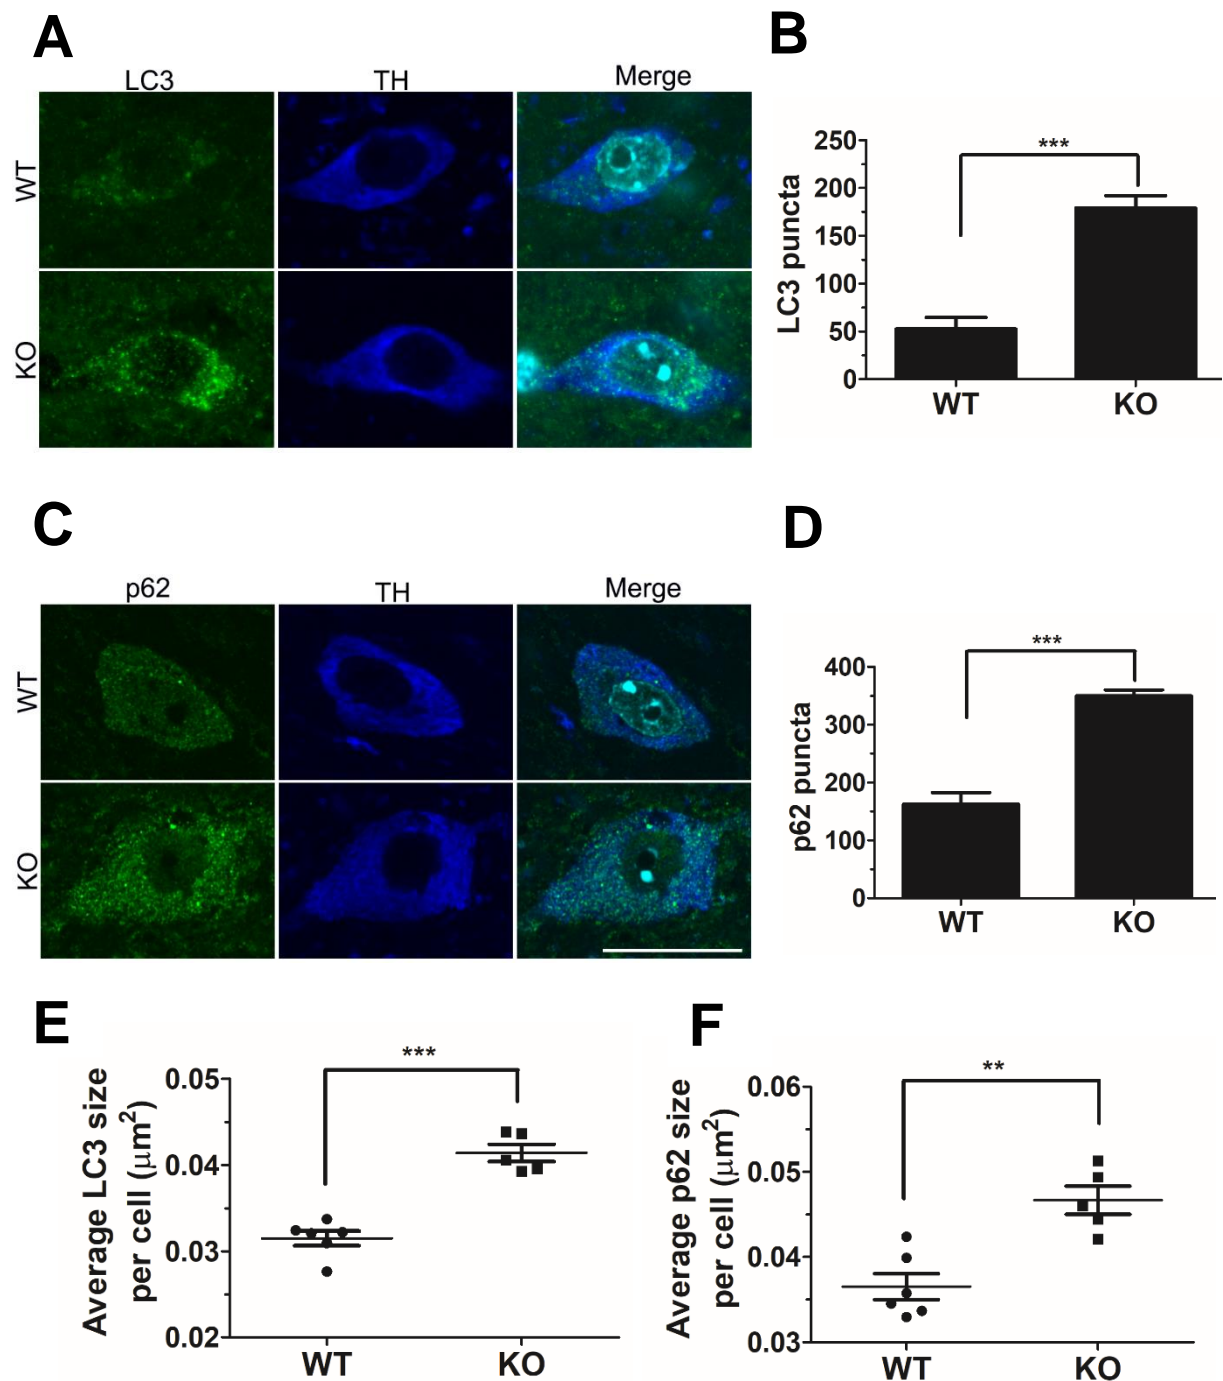 A
LC3 TH Merge
WT
KO
B
LC3 puncta
250
200
150
100
50
0
***
WT KO
C
p62 TH Merge
WT
KO
D
p62 puncta
400
300
200
100
0
***
WT KO
E
Average LC3 size
per cell (μm²)
0.05
0.04
0.03
0.02
***
WT KO
F
Average p62 size
per cell (μm²)
0.06
0.05
0.04
0.03
**
WT KO